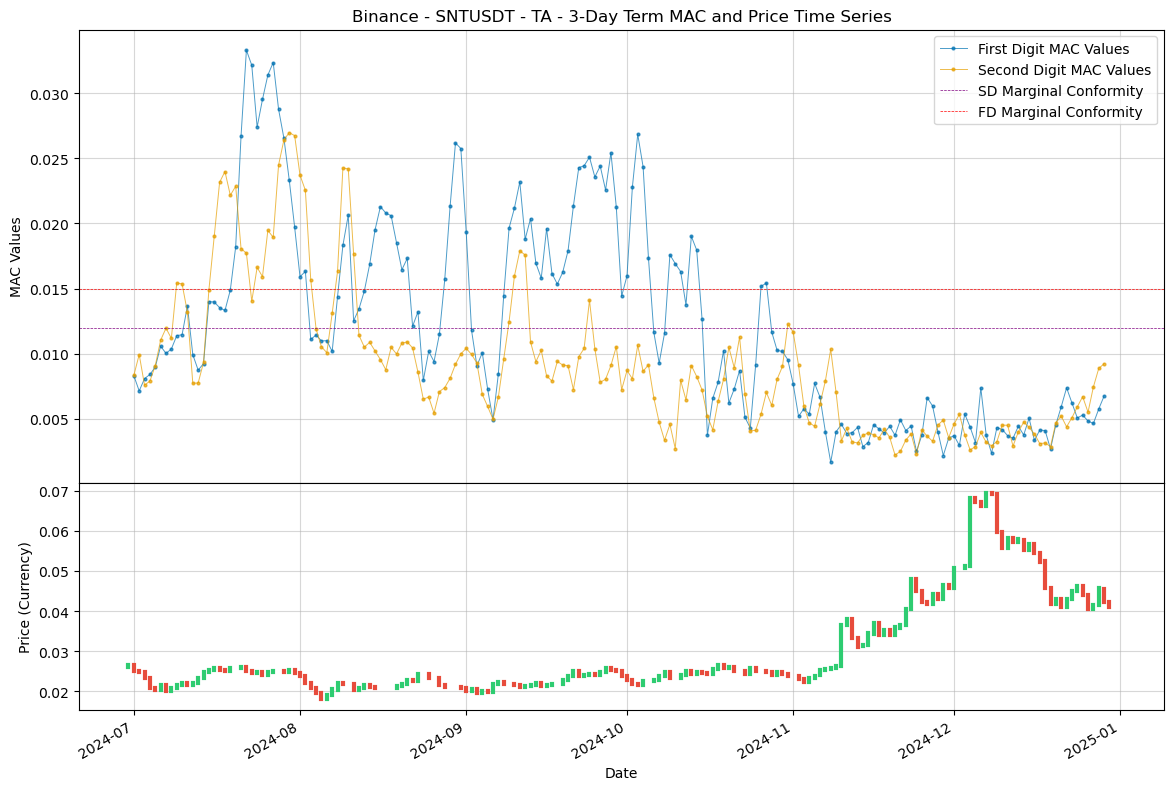 Binance - SNTUSDT - TA - 3-Day Term MAC and Price Time Series
First Digit MAC Values
Second Digit MAC Values
SD Marginal Conformity
FD Marginal Conformity
MAC Values
0.030
0.025
0.020
0.015
0.010
0.005
Price (Currency)
0.07
0.06
0.05
0.04
0.03
0.02
2024-07
2024-08
2024-09
2024-10
2024-11
2024-12
2025-01
Date